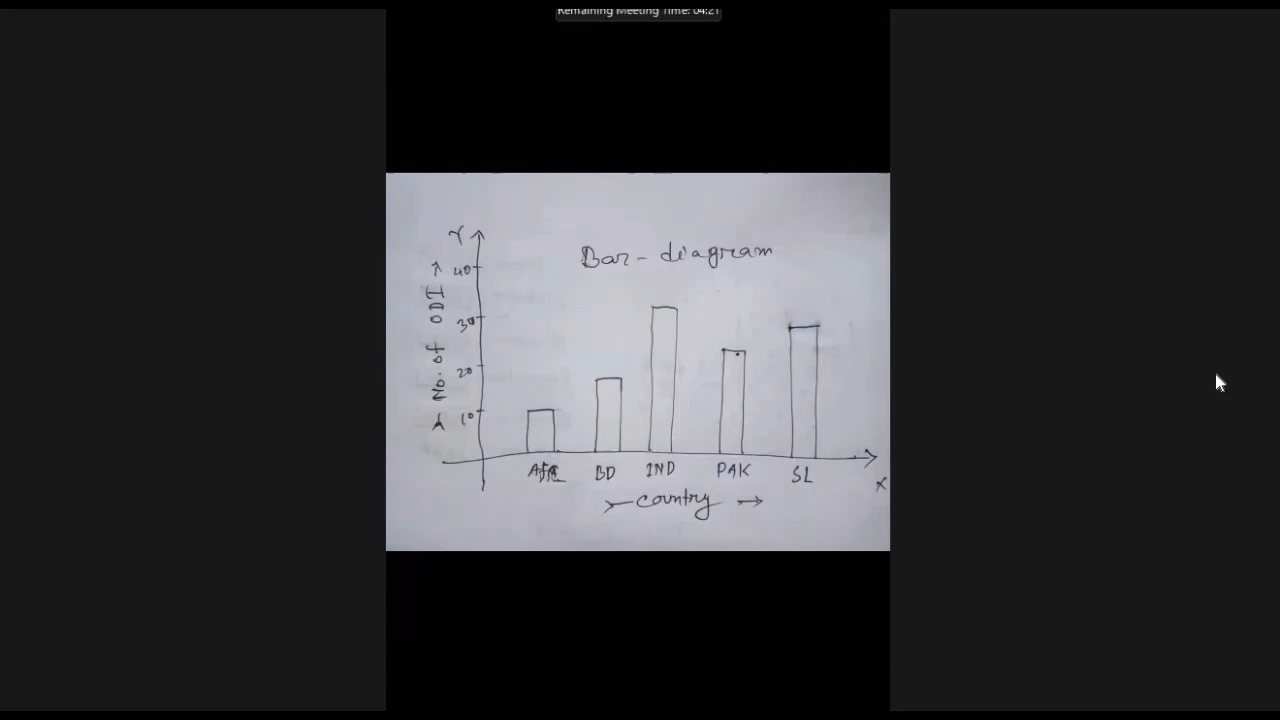 Remaining Meeting Time: 04:21
Y
Bar-diagram
40
30
20
10
No. of ODI
BD IND PAK SL
X
country